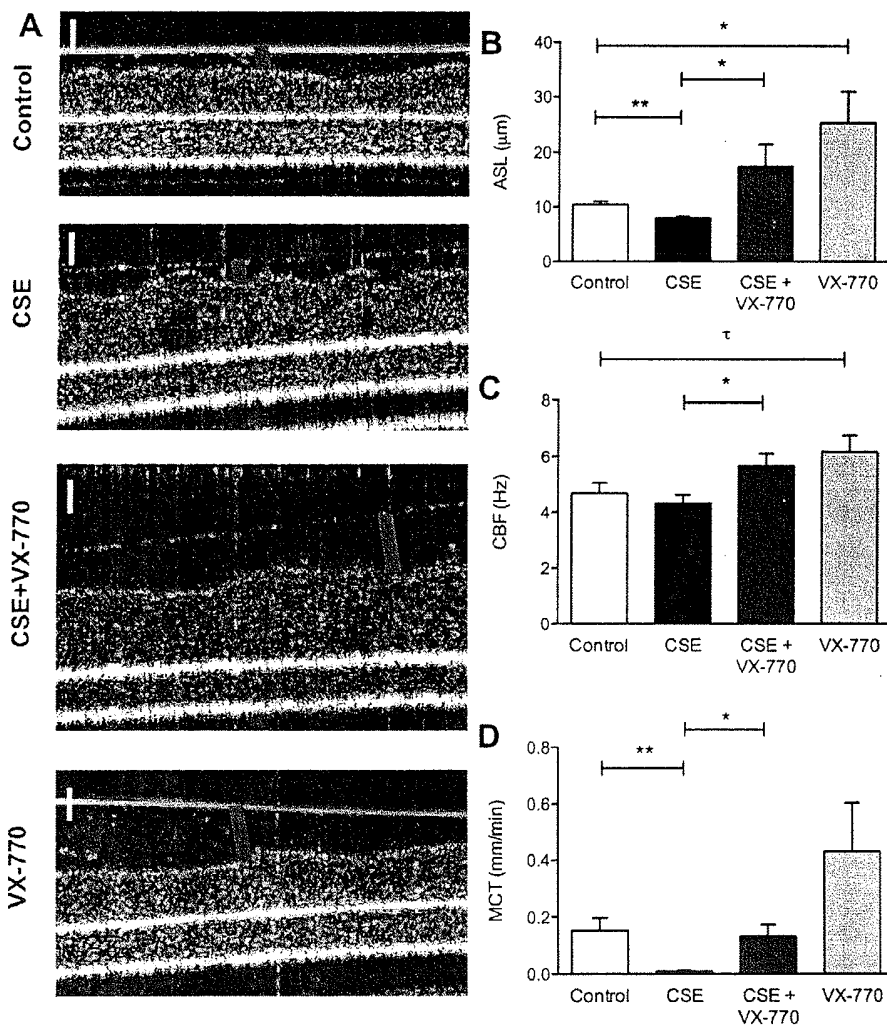 A
Control
CSE
CSE+VX-770
VX-770
B
*
*
**
ASL (µm)
40
30
20
10
0
Control
CSE
CSE +
VX-770
VX-770
C
τ
*
CBF (Hz)
8
6
4
2
0
Control
CSE
CSE +
VX-770
VX-770
D
*
**
MCT (mm/min)
0.8
0.6
0.4
0.2
0.0
Control
CSE
CSE +
VX-770
VX-770